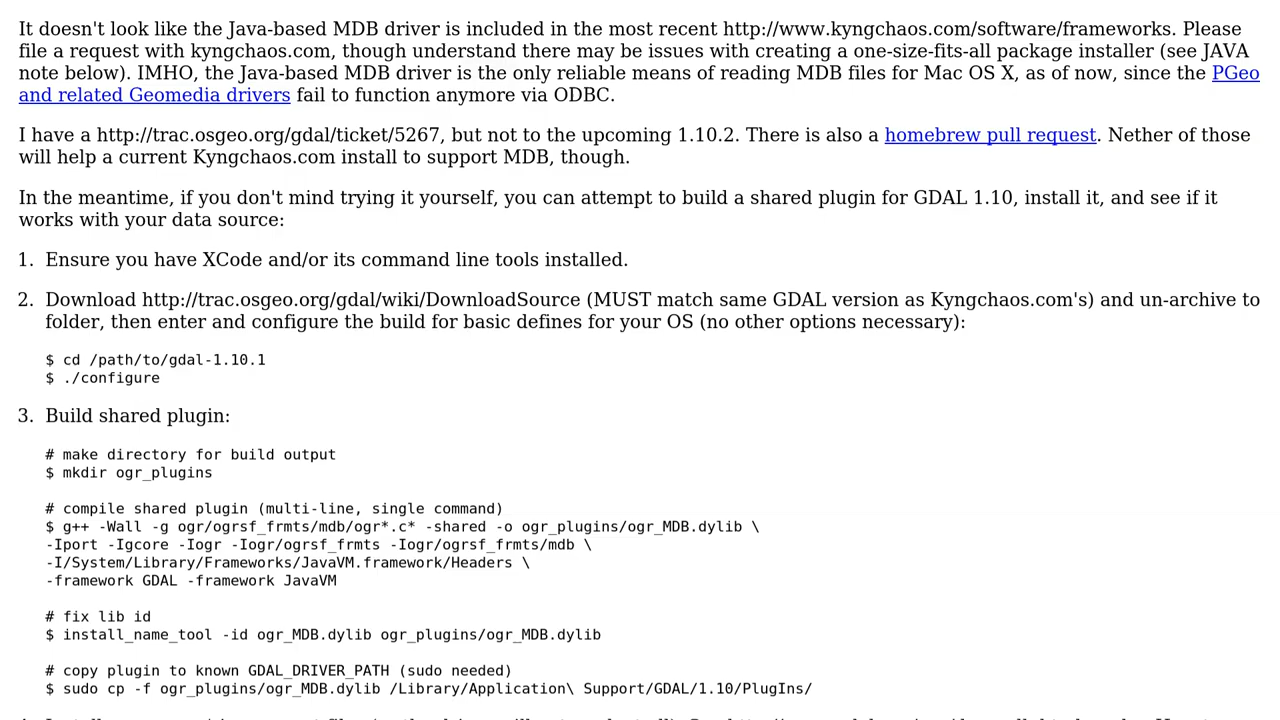 It doesn't look like the Java-based MDB driver is included in the most recent http://www.kyngchaos.com/software/frameworks. Please
file a request with kyngchaos.com, though understand there may be issues with creating a one-size-fits-all package installer (see JAVA
note below). IMHO, the Java-based MDB driver is the only reliable means of reading MDB files for Mac OS X, as of now, since the PGeo
and related Geomedia drivers fail to function anymore via ODBC.
I have a http://trac.osgeo.org/gdal/ticket/5267, but not to the upcoming 1.10.2. There is also a homebrew pull request. Nether of those
will help a current Kyngchaos.com install to support MDB, though.
In the meantime, if you don't mind trying it yourself, you can attempt to build a shared plugin for GDAL 1.10, install it, and see if it
works with your data source:
1. Ensure you have XCode and/or its command line tools installed.
2. Download http://trac.osgeo.org/gdal/wiki/DownloadSource (MUST match same GDAL version as Kyngchaos.com's) and un-archive to
folder, then enter and configure the build for basic defines for your OS (no other options necessary):
$ cd /path/to/gdal-1.10.1
$ ./configure
3. Build shared plugin:
# make directory for build output
$ mkdir ogr_plugins
# compile shared plugin (multi-line, single command)
$ g++ -Wall -g ogr/ogrsf_frmts/mdb/ogr*.c* -shared -o ogr_plugins/ogr_MDB.dylib \
-Iport -Igcore -Iogr -Iogr/ogrsf_frmts -Iogr/ogrsf_frmts/mdb \
-I/System/Library/Frameworks/JavaVM.framework/Headers \
-framework GDAL -framework JavaVM
# fix lib id
$ install_name_tool -id ogr_MDB.dylib ogr_plugins/ogr_MDB.dylib
# copy plugin to known GDAL_DRIVER_PATH (sudo needed)
$ sudo cp -f ogr_plugins/ogr_MDB.dylib /Library/Application\ Support/GDAL/1.10/PlugIns/